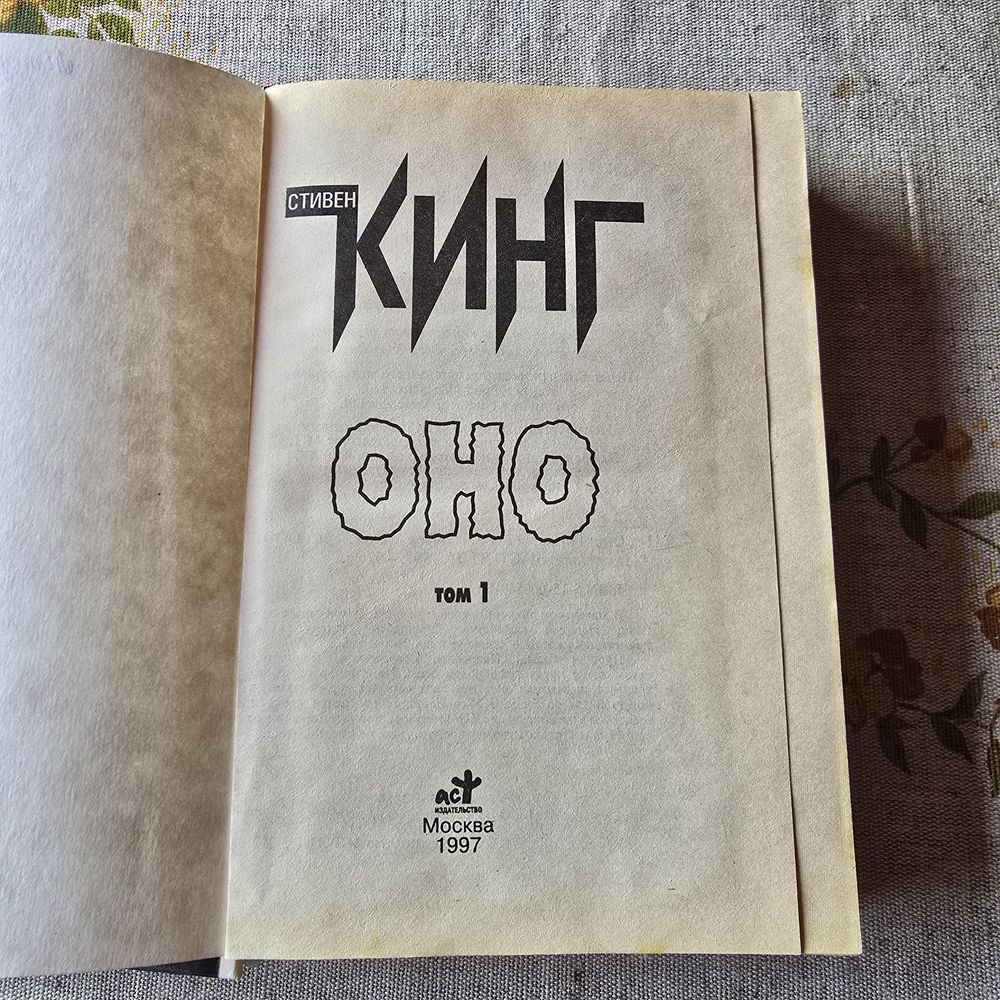 СТИВЕН
КИНГ
ОНО
ТОМ 1
аст
ИЗДАТЕЛЬСТВО
Москва
1997